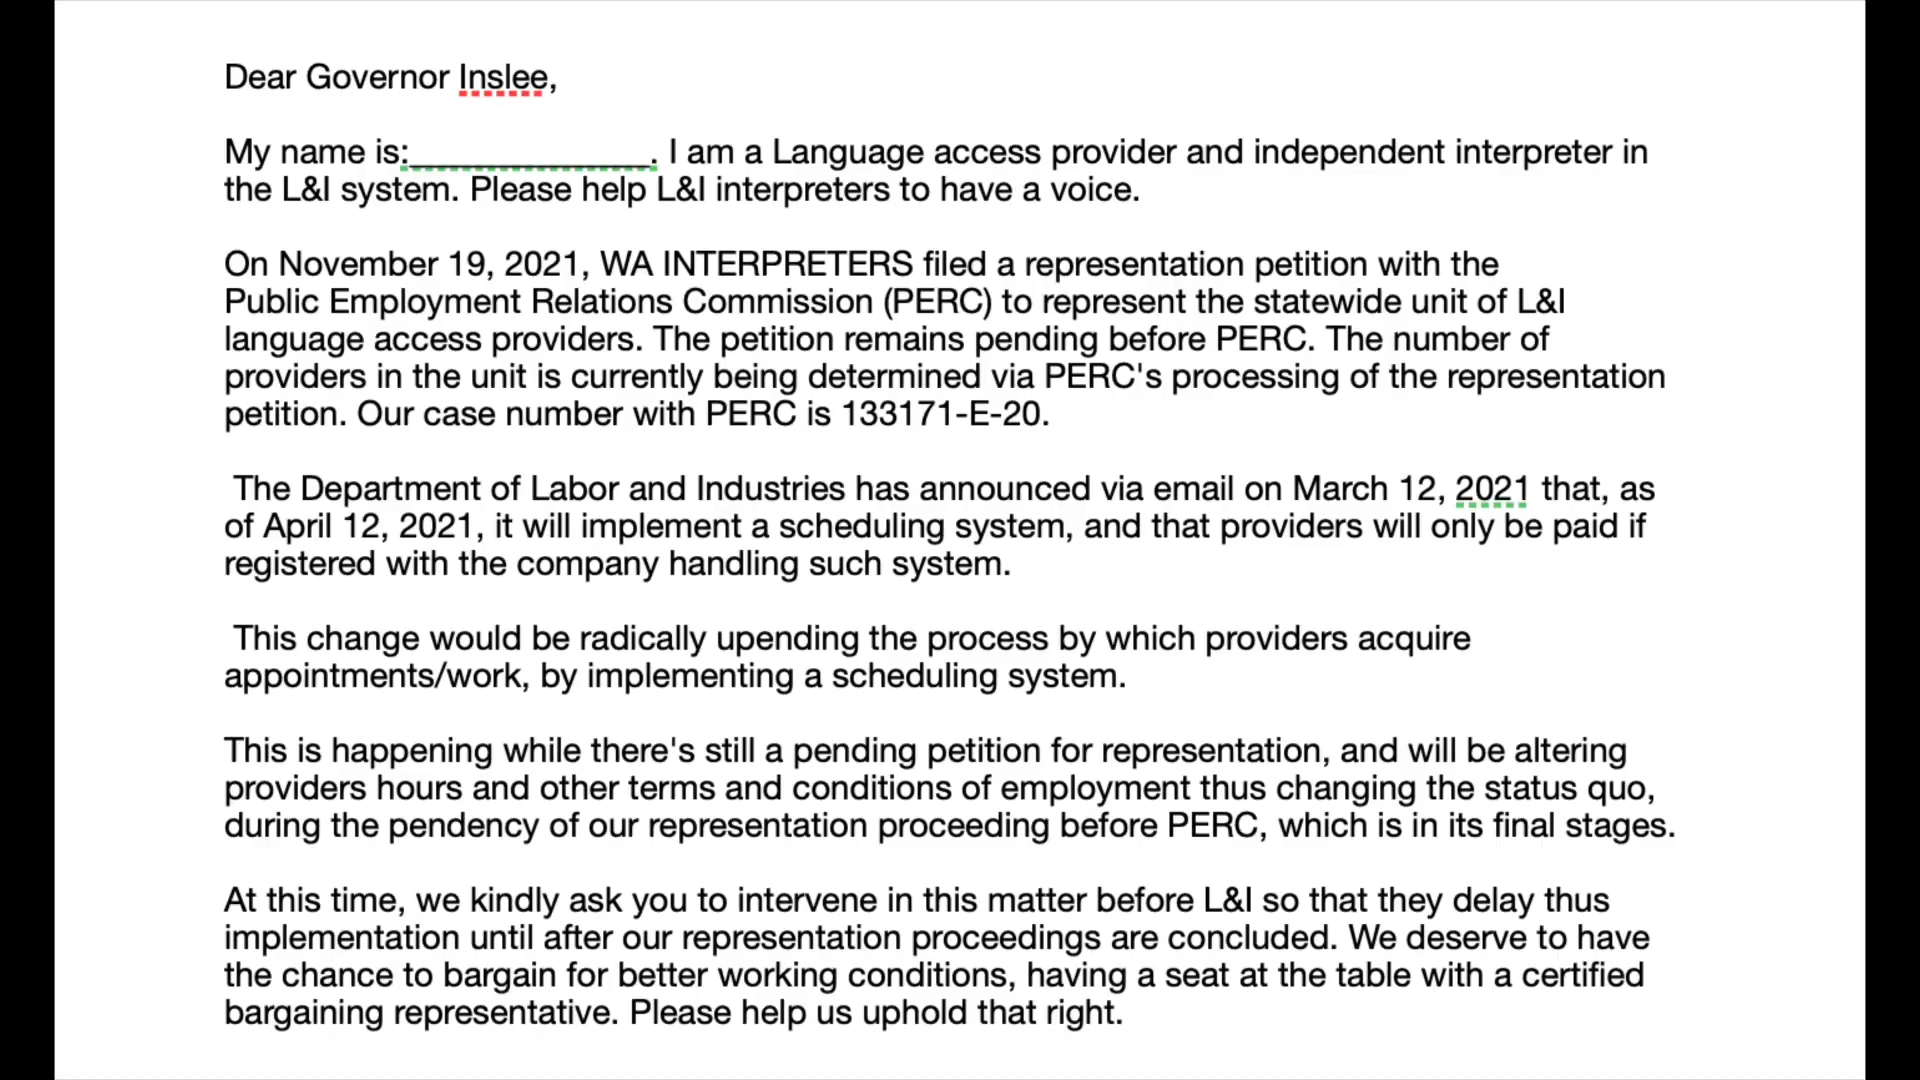 Dear Governor Inslee,
My name is:_____________. I am a Language access provider and independent interpreter in
the L&I system. Please help L&I interpreters to have a voice.
On November 19, 2021, WA INTERPRETERS filed a representation petition with the
Public Employment Relations Commission (PERC) to represent the statewide unit of L&I
language access providers. The petition remains pending before PERC. The number of
providers in the unit is currently being determined via PERC's processing of the representation
petition. Our case number with PERC is 133171-E-20.
The Department of Labor and Industries has announced via email on March 12, 2021 that, as
of April 12, 2021, it will implement a scheduling system, and that providers will only be paid if
registered with the company handling such system.
This change would be radically upending the process by which providers acquire
appointments/work, by implementing a scheduling system.
This is happening while there's still a pending petition for representation, and will be altering
providers hours and other terms and conditions of employment thus changing the status quo,
during the pendency of our representation proceeding before PERC, which is in its final stages.
At this time, we kindly ask you to intervene in this matter before L&I so that they delay thus
implementation until after our representation proceedings are concluded. We deserve to have
the chance to bargain for better working conditions, having a seat at the table with a certified
bargaining representative. Please help us uphold that right.